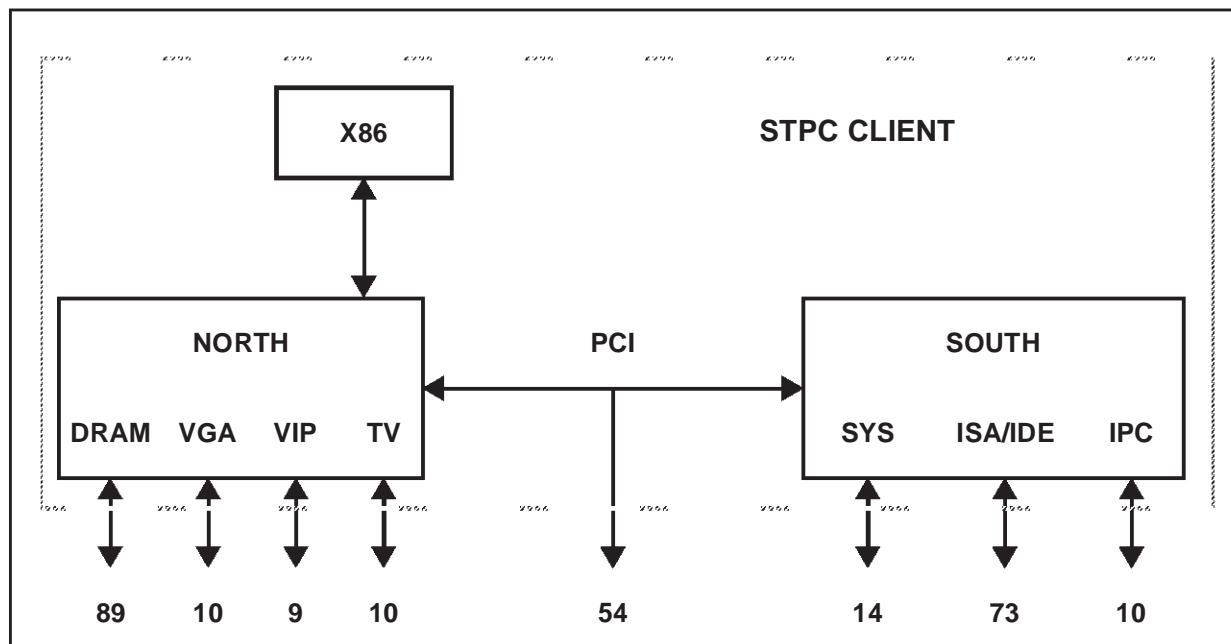 X86
STPC CLIENT
NORTH
PCI
SOUTH
DRAM VGA VIP TV
SYS ISA/IDE IPC
89 10 9 10 54 14 73 10